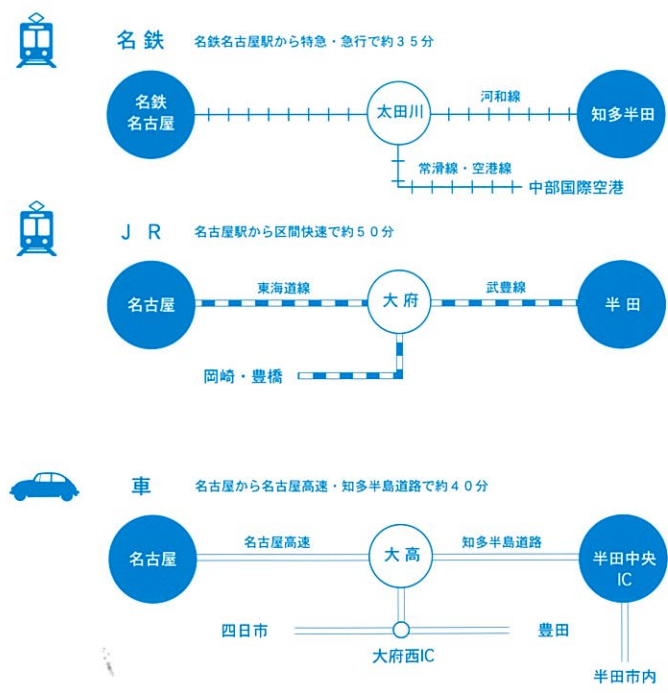 名鉄 名鉄名古屋駅から特急・急行で約35分
名鉄
名古屋
太田川
河和線
知多半田
常滑線・空港線
中部国際空港
JR 名古屋駅から区間快速で約50分
名古屋
東海道線
大府
武豊線
半田
岡崎・豊橋
車 名古屋から名古屋高速・知多半島道路で約40分
名古屋
名古屋高速
大高
知多半島道路
半田中央
IC
四日市
豊田
大府西IC
半田市内